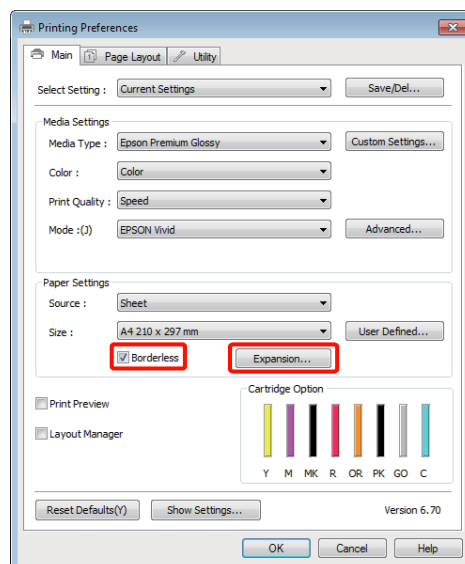 Printing Preferences
Main Page Layout Utility
Select Setting : Current Settings Save/Del...
Media Settings
Media Type : Epson Premium Glossy Custom Settings...
Color : Color
Print Quality : Speed
Mode :(J) EPSON Vivid Advanced...
Paper Settings
Source : Sheet
Size : A4 210 x 297 mm User Defined...
Borderless Expansion...
Cartridge Option
Print Preview
Layout Manager
Y M MK R OR PK GO C
Reset Defaults(Y) Show Settings... Version 6.70
OK Cancel Help